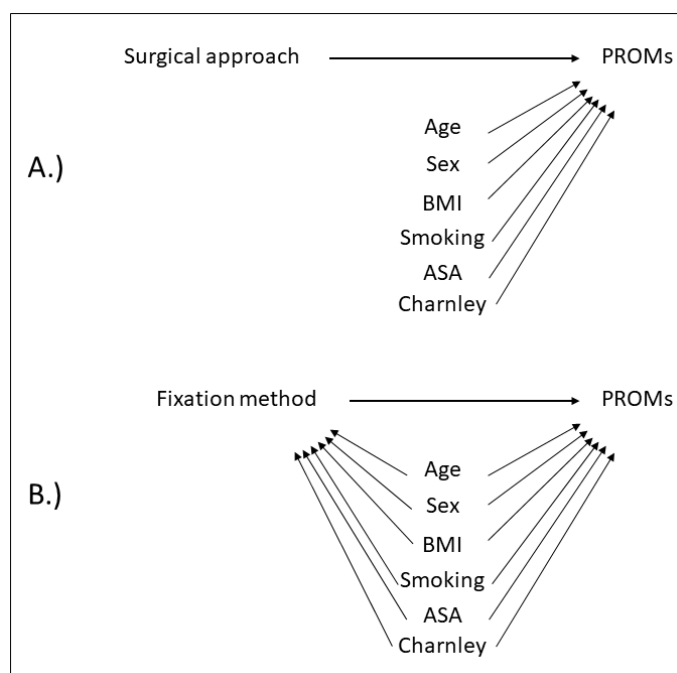 Surgical approach PROMs
Age
Sex
A.)
BMI
Smoking
ASA
Charnley
Fixation method PROMs
Age
B.)
Sex
BMI
Smoking
ASA
Charnley